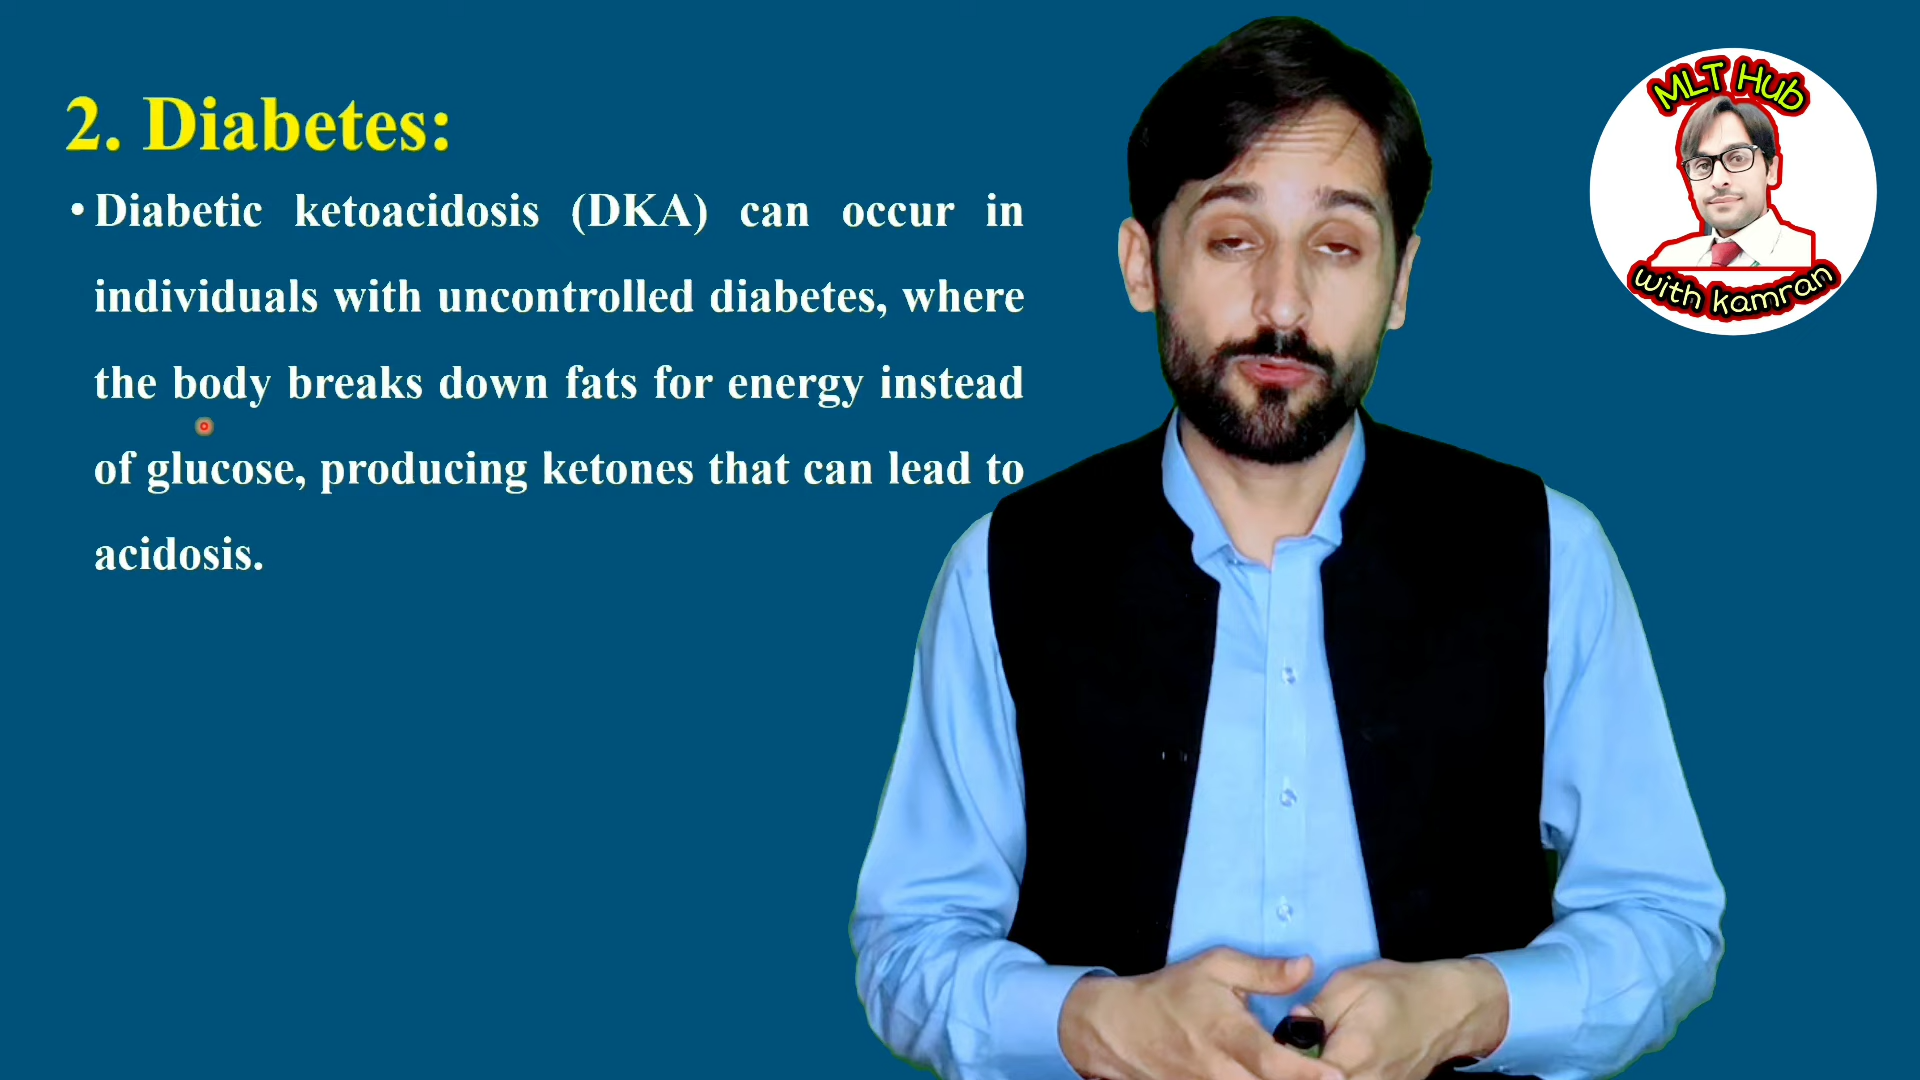 2. Diabetes:
• Diabetic ketoacidosis (DKA) can occur in
individuals with uncontrolled diabetes, where
the body breaks down fats for energy instead
of glucose, producing ketones that can lead to
acidosis.
MLT Hub
with kamran